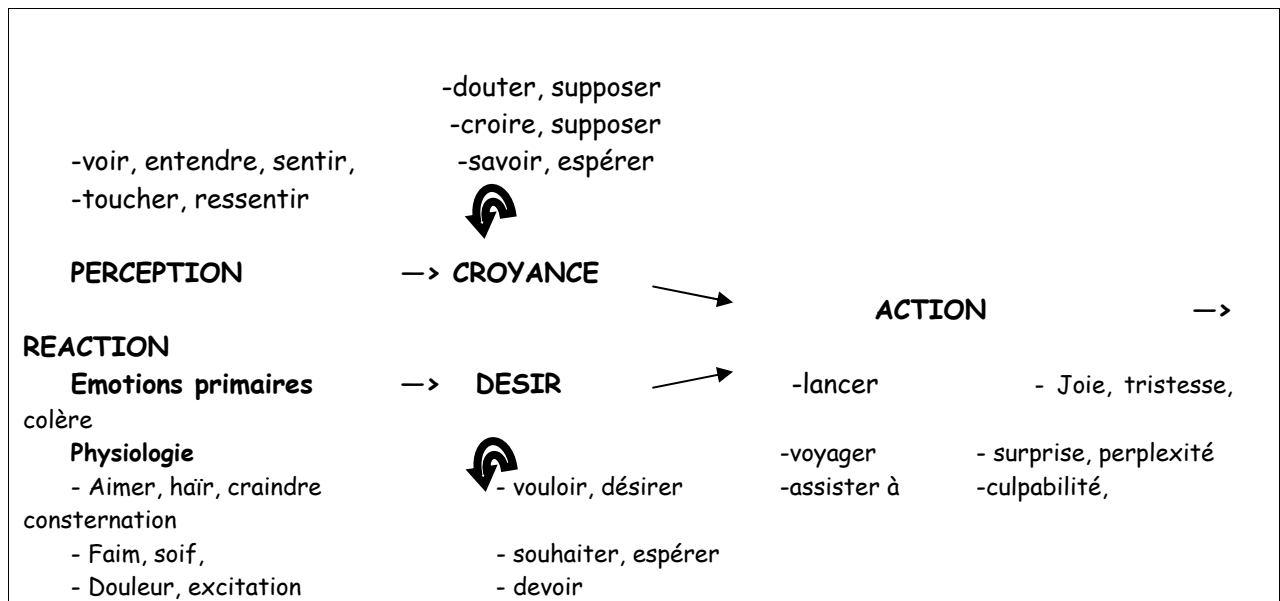 -douter, supposer
-croire, supposer
-voir, entendre, sentir, -savoir, espérer
-toucher, ressentir
PERCEPTION —> CROYANCE
ACTION —>
REACTION
Emotions primaires —> DESIR -lancer - Joie, tristesse,
colère
Physiologie -voyager - surprise, perplexité
- Aimer, haïr, craindre - vouloir, désirer -assister à -culpabilité,
consternation
- Faim, soif, - souhaiter, espérer
- Douleur, excitation - devoir